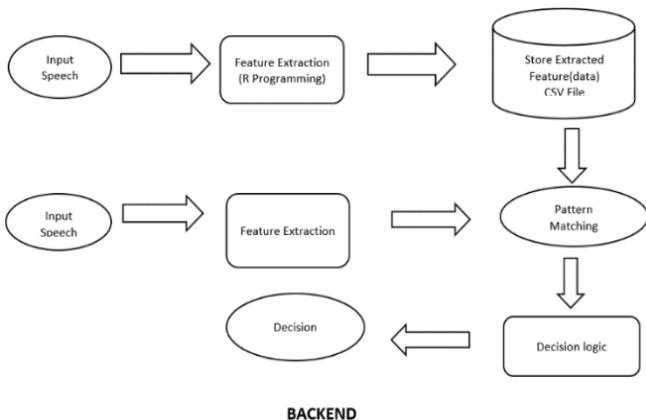 Input
Speech
Feature Extraction
(R Programming)
Store Extracted
Feature(data)
CSV File
Input
Speech
Feature Extraction
Pattern
Matching
Decision
Decision logic
BACKEND